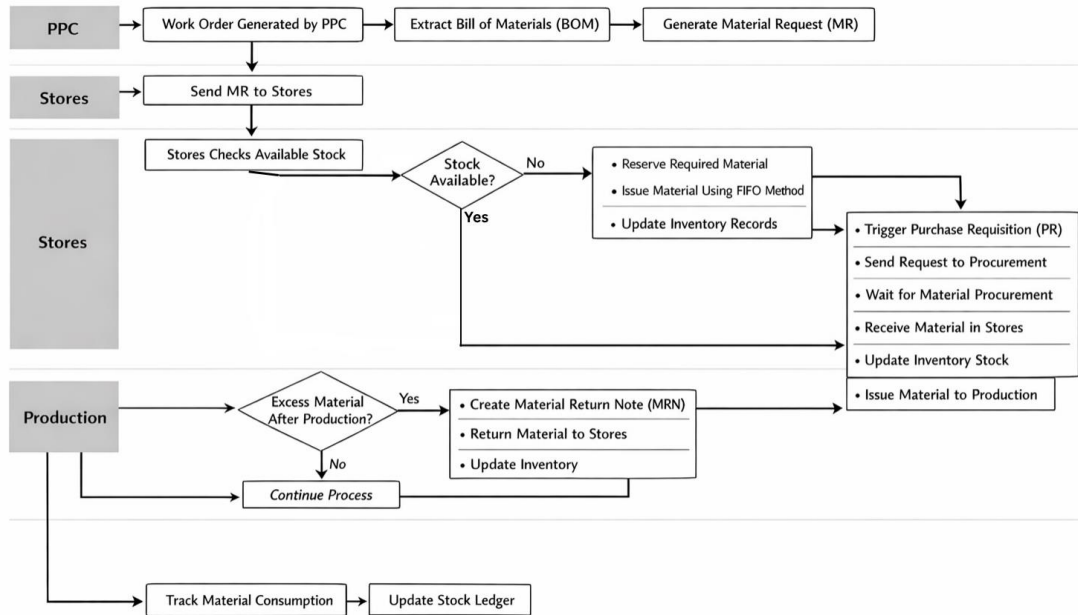 PPC
Work Order Generated by PPC
Extract Bill of Materials (BOM)
Generate Material Request (MR)
Stores
Send MR to Stores
Stores
Stores Checks Available Stock
Stock
Available?
No
Yes
• Reserve Required Material
• Issue Material Using FIFO Method
• Update Inventory Records
• Trigger Purchase Requisition (PR)
• Send Request to Procurement
• Wait for Material Procurement
• Receive Material in Stores
• Update Inventory Stock
• Issue Material to Production
Production
Excess Material
After Production?
Yes
No
• Create Material Return Note (MRN)
• Return Material to Stores
• Update Inventory
Continue Process
Track Material Consumption
Update Stock Ledger